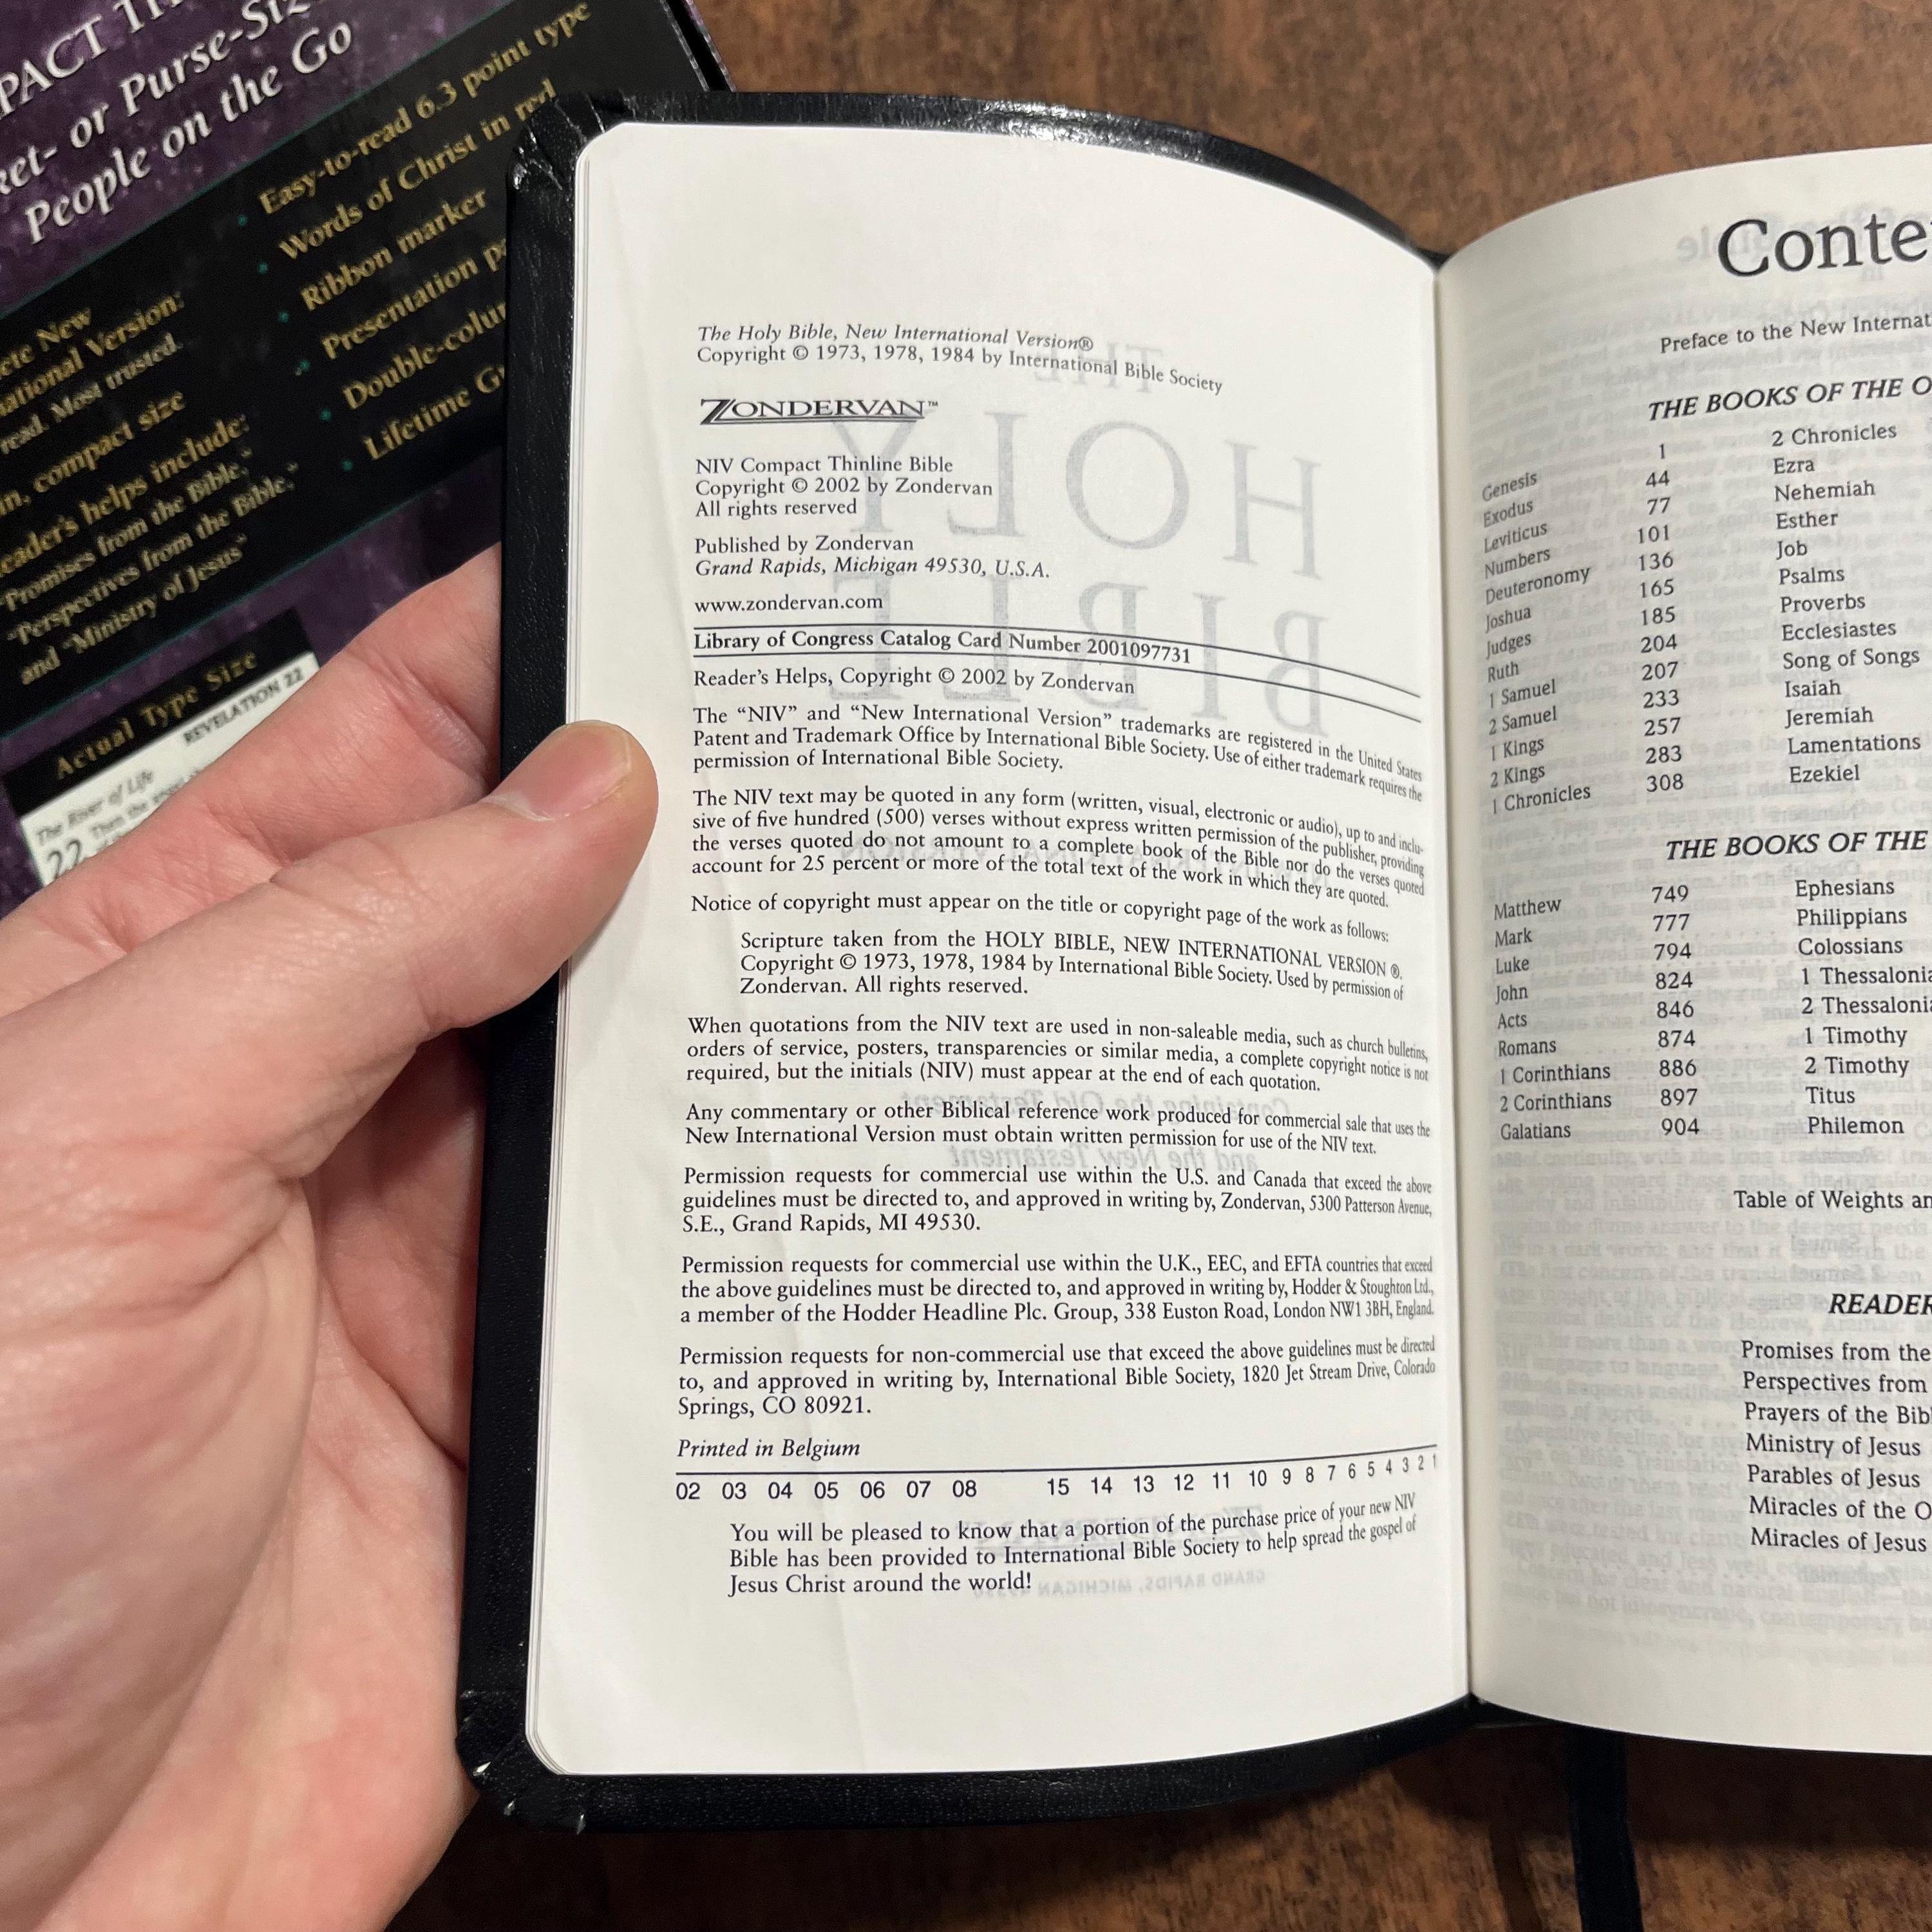 PACT
or Purse-Siz
People on the Go
ational Version:
read. Most trusted.
compact size
helps include:
"Promises from the Bible,"
"Perspectives from the Bible,"
and "Ministry of Jesus"
Easy-to-read 6.3 point type
Words of Christ in red
Ribbon marker
Presentation
Double-colu
Lifetime
Actual Type Size
REVELATION 22
The River of Life
22 Then the
The Holy Bible, New International Version®
Copyright © 1973, 1978, 1984 by International Bible Society
ZONDERVAN™
NIV Compact Thinline Bible
Copyright © 2002 by Zondervan
All rights reserved
Published by Zondervan
Grand Rapids, Michigan 49530, U.S.A.
www.zondervan.com
Library of Congress Catalog Card Number 2001097731
Reader's Helps, Copyright © 2002 by Zondervan
The "NIV" and "New International Version" trademarks are registered in the United States
Patent and Trademark Office by International Bible Society. Use of either trademark requires the
permission of International Bible Society.
The NIV text may be quoted in any form (written, visual, electronic or audio), up to and inclu-
sive of five hundred (500) verses without express written permission of the publisher, providing
the verses quoted do not amount to a complete book of the Bible nor do the verses quoted
account for 25 percent or more of the total text of the work in which they are quoted.
Notice of copyright must appear on the title or copyright page of the work as follows:
Scripture taken from the HOLY BIBLE, NEW INTERNATIONAL VERSION ®.
Copyright © 1973, 1978, 1984 by International Bible Society. Used by permission of
Zondervan. All rights reserved.
When quotations from the NIV text are used in non-saleable media, such as church bulletins,
orders of service, posters, transparencies or similar media, a complete copyright notice is not
required, but the initials (NIV) must appear at the end of each quotation.
Any commentary or other Biblical reference work produced for commercial sale that uses the
New International Version must obtain written permission for use of the NIV text.
Permission requests for commercial use within the U.S. and Canada that exceed the above
guidelines must be directed to, and approved in writing by, Zondervan, 5300 Patterson Avenue,
S.E., Grand Rapids, MI 49530.
Permission requests for commercial use within the U.K., EEC, and EFTA countries that exceed
the above guidelines must be directed to, and approved in writing by, Hodder & Stoughton Ltd.,
a member of the Hodder Headline Plc. Group, 338 Euston Road, London NW1 3BH, England.
Permission requests for non-commercial use that exceed the above guidelines must be directed
to, and approved in writing by, International Bible Society, 1820 Jet Stream Drive, Colorado
Springs, CO 80921.
Printed in Belgium
02 03 04 05 06 07 08 15 14 13 12 11 10 9 8 7 6 5 4 3 2 1
You will be pleased to know that a portion of the purchase price of your new NIV
Bible has been provided to International Bible Society to help spread the gospel of
Jesus Christ around the world!
Conte
Preface to the New Internat
THE BOOKS OF THE O
Genesis 1
Exodus 44
Leviticus 77
Numbers 101
Deuteronomy 136
Joshua 165
Judges 185
Ruth 204
1 Samuel 207
2 Samuel 233
1 Kings 257
2 Kings 283
1 Chronicles 308
2 Chronicles
Ezra
Nehemiah
Esther
Job
Psalms
Proverbs
Ecclesiastes
Song of Songs
Isaiah
Jeremiah
Lamentations
Ezekiel
THE BOOKS OF THE
Matthew 749
Mark 777
Luke 794
John 824
Acts 846
Romans 874
1 Corinthians 886
2 Corinthians 897
Galatians 904
Ephesians
Philippians
Colossians
1 Thessalonia
2 Thessalonia
1 Timothy
2 Timothy
Titus
Philemon
Table of Weights an
READER
Promises from the
Perspectives from
Prayers of the Bib
Ministry of Jesus
Parables of Jesus
Miracles of the O
Miracles of Jesus